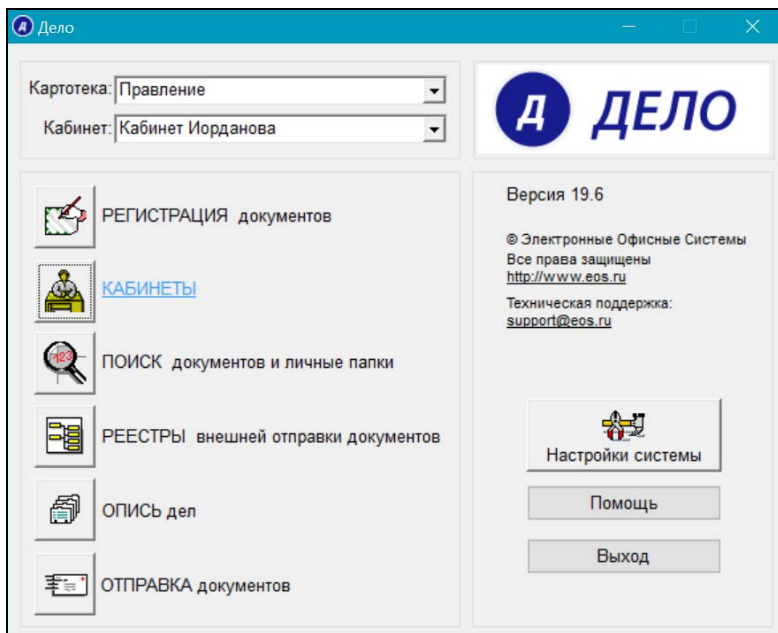 Дело
Картотека: Правление
Кабинет: Кабинет Иорданова
Д ДЕЛО
РЕГИСТРАЦИЯ документов
КАБИНЕТЫ
123
ПОИСК документов и личные папки
РЕЕСТРЫ внешней отправки документов
ОПИСЬ дел
ОТПРАВКА документов
Версия 19.6
© Электронные Офисные Системы
Все права защищены
http://www.eos.ru
Техническая поддержка:
support@eos.ru
Настройки системы
Помощь
Выход